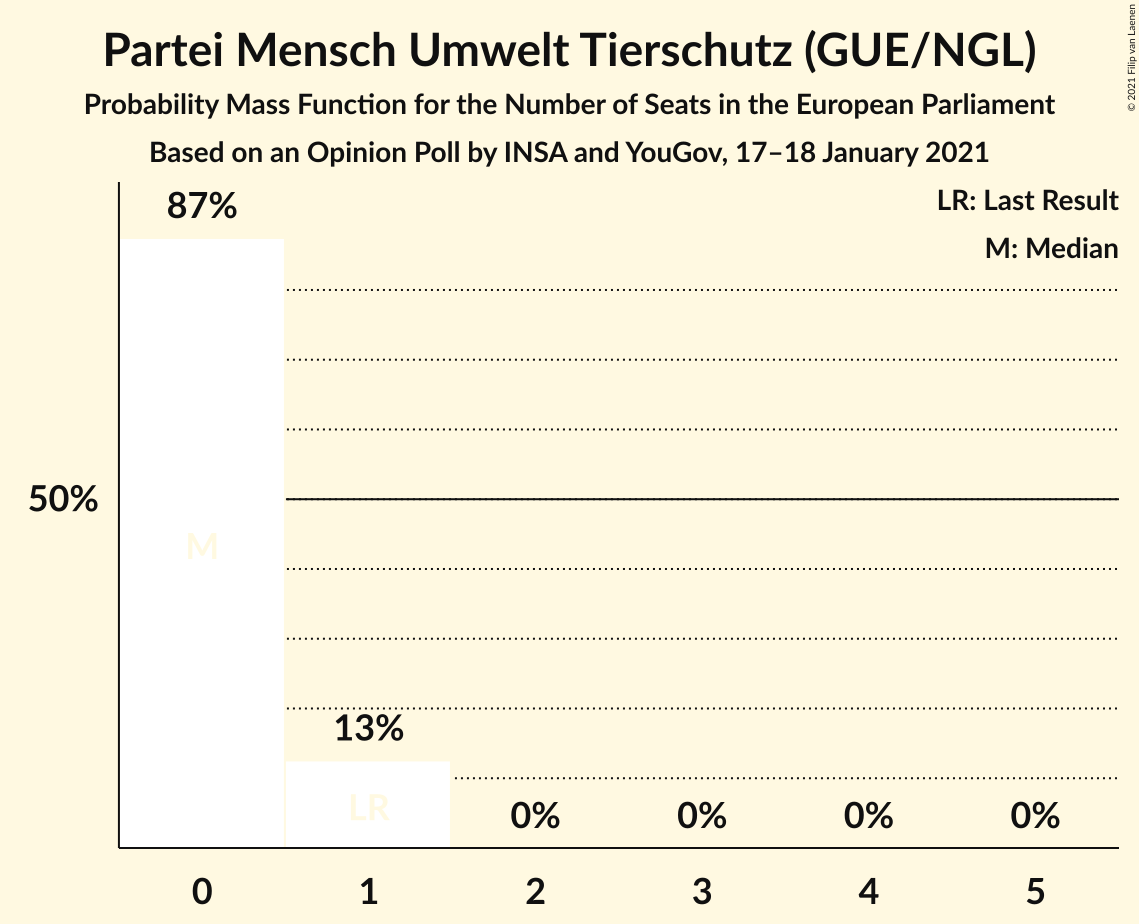 Partei Mensch Umwelt Tierschutz (GUE/NGL)
Probability Mass Function for the Number of Seats in the European Parliament
Based on an Opinion Poll by INSA and YouGov, 17–18 January 2021
© 2021 Filip van Laenen
LR: Last Result
M: Median
87%
50%
M
13%
LR
0% 0% 0% 0%
0 1 2 3 4 5